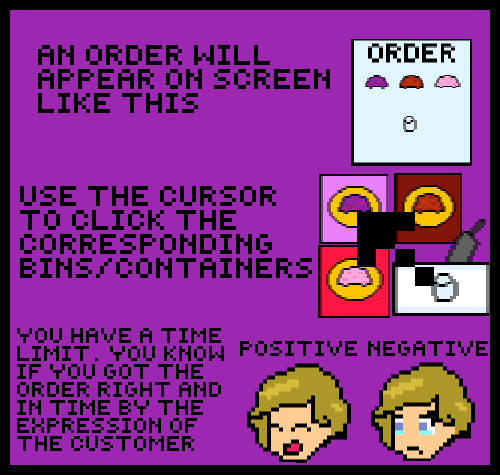 AN ORDER WILL
APPEAR ON SCREEN
LIKE THIS
ORDER
USE THE CURSOR
TO CLICK THE
CORRESPONDING
BINS/CONTAINERS
YOU HAVE A TIME
LIMIT. YOU KNOW
IF YOU GOT THE
ORDER RIGHT AND
IN TIME BY THE
EXPRESSION OF
THE CUSTOMER
POSITIVE NEGATIVE